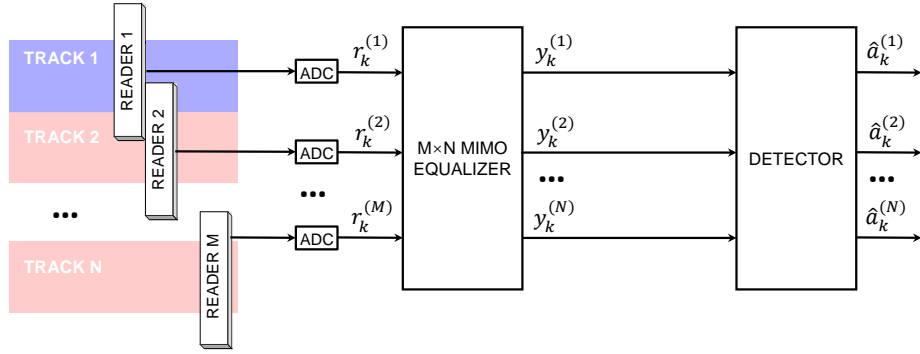 TRACK 1
TRACK 2
...
TRACK N
READER 1
READER 2
READER M
ADC
ADC
...
ADC
r_k^{(1)}
r_k^{(2)}
r_k^{(M)}
M×N MIMO
EQUALIZER
y_k^{(1)}
y_k^{(2)}
...
y_k^{(N)}
DETECTOR
â_k^{(1)}
â_k^{(2)}
...
â_k^{(N)}